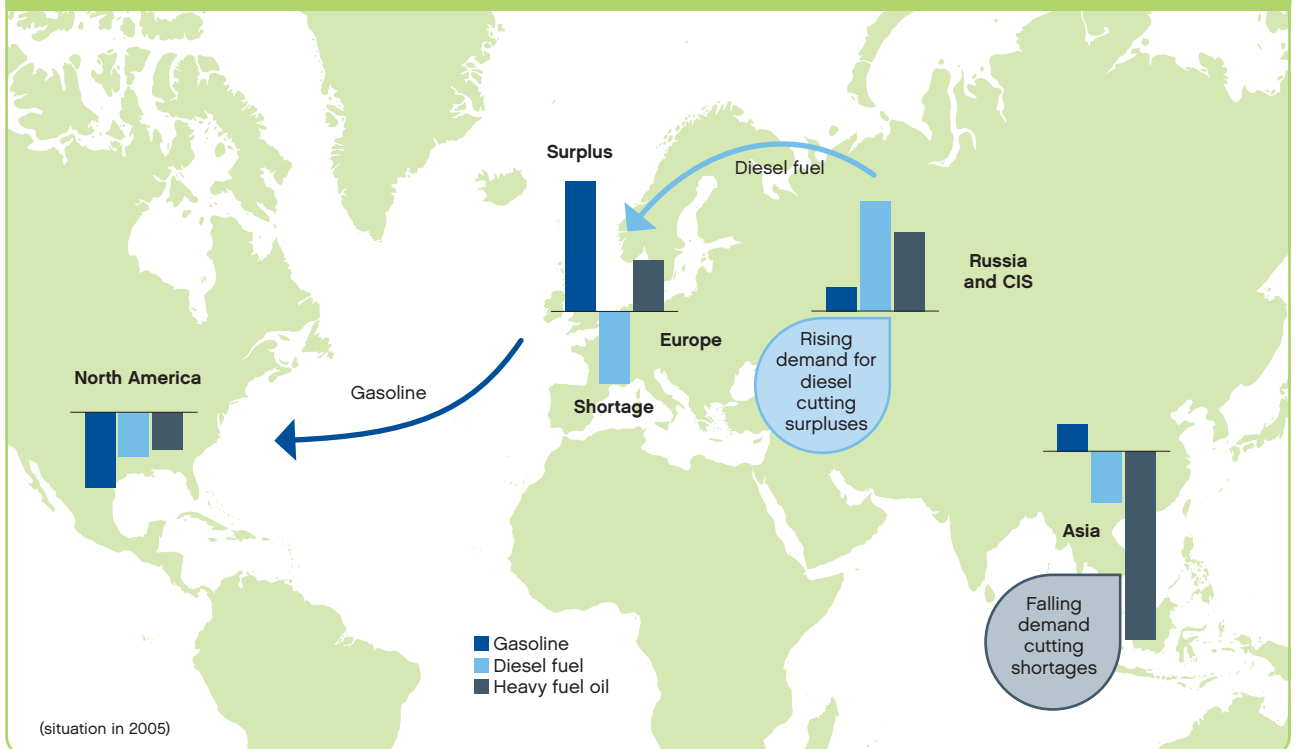 Surplus
Diesel fuel
Russia
and CIS
Europe
Rising
demand for
diesel
cutting
surpluses
North America
Gasoline
Shortage
Asia
Falling
demand
cutting
shortages
Gasoline
Diesel fuel
Heavy fuel oil
(situation in 2005)